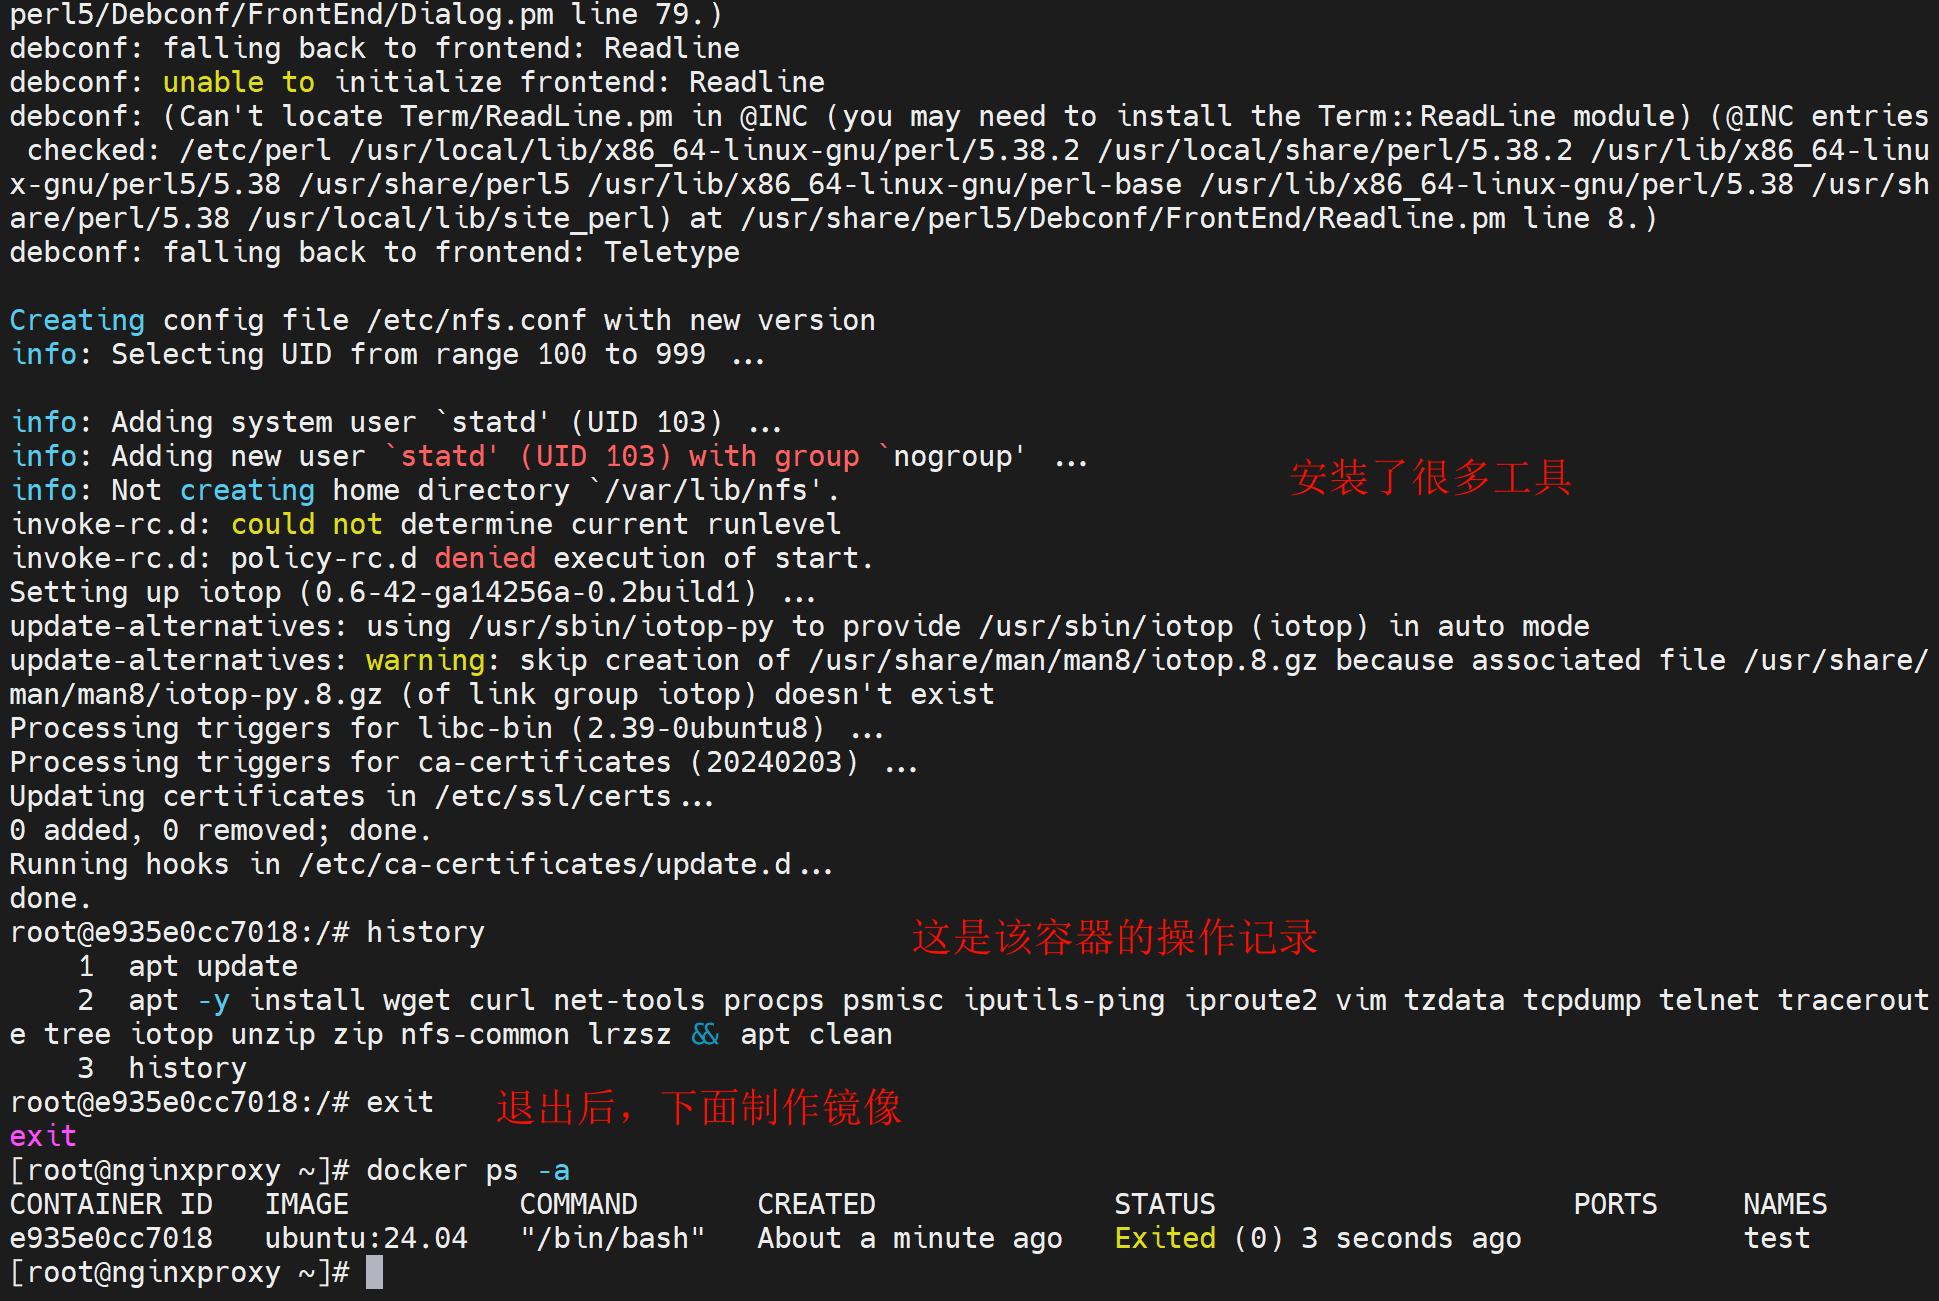 perl5/Debconf/FrontEnd/Dialog.pm line 79.)
debconf: falling back to frontend: Readline
debconf: unable to initialize frontend: Readline
debconf: (Can't locate Term/ReadLine.pm in @INC (you may need to install the Term::ReadLine module) (@INC entries
 checked: /etc/perl /usr/local/lib/x86_64-linux-gnu/perl/5.38.2 /usr/local/share/perl/5.38.2 /usr/lib/x86_64-linu
x-gnu/perl5/5.38 /usr/share/perl5 /usr/lib/x86_64-linux-gnu/perl-base /usr/lib/x86_64-linux-gnu/perl/5.38 /usr/sh
are/perl/5.38 /usr/local/lib/site_perl) at /usr/share/perl5/Debconf/FrontEnd/Readline.pm line 8.)
debconf: falling back to frontend: Teletype
Creating config file /etc/nfs.conf with new version
info: Selecting UID from range 100 to 999 ...
info: Adding system user `statd' (UID 103) ...
info: Adding new user `statd' (UID 103) with group `nogroup' ...
安装了很多工具
info: Not creating home directory `/var/lib/nfs'.
invoke-rc.d: could not determine current runlevel
invoke-rc.d: policy-rc.d denied execution of start.
Setting up iotop (0.6-42-ga14256a-0.2build1) ...
update-alternatives: using /usr/sbin/iotop-py to provide /usr/sbin/iotop (iotop) in auto mode
update-alternatives: warning: skip creation of /usr/share/man/man8/iotop.8.gz because associated file /usr/share/
man/man8/iotop-py.8.gz (of link group iotop) doesn't exist
Processing triggers for libc-bin (2.39-0ubuntu8) ...
Processing triggers for ca-certificates (20240203) ...
Updating certificates in /etc/ssl/certs...
0 added, 0 removed; done.
Running hooks in /etc/ca-certificates/update.d...
done.
root@e935e0cc7018:/# history
这是该容器的操作记录
    1  apt update
    2  apt -y install wget curl net-tools procps psmisc iputils-ping iproute2 vim tzdata tcpdump telnet tracerout
e tree iotop unzip zip nfs-common lrzsz && apt clean
    3  history
root@e935e0cc7018:/# exit
退出后，下面制作镜像
exit
[root@nginxproxy ~]# docker ps -a
CONTAINER ID   IMAGE          COMMAND       CREATED              STATUS                     PORTS     NAMES
e935e0cc7018   ubuntu:24.04   "/bin/bash"   About a minute ago   Exited (0) 3 seconds ago             test
[root@nginxproxy ~]#